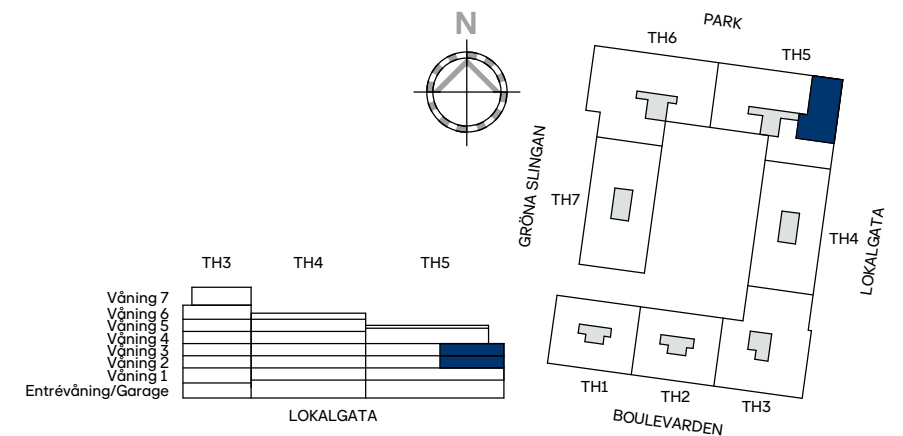 N
PARK
TH6
TH5
GRÖNA SLINGAN
TH7
TH4
LOKALGATA
TH3
TH4
TH5
Våning 7
Våning 6
Våning 5
Våning 4
Våning 3
Våning 2
Våning 1
Entrévåning/Garage
LOKALGATA
TH1
TH2
TH3
BOULEVARDEN